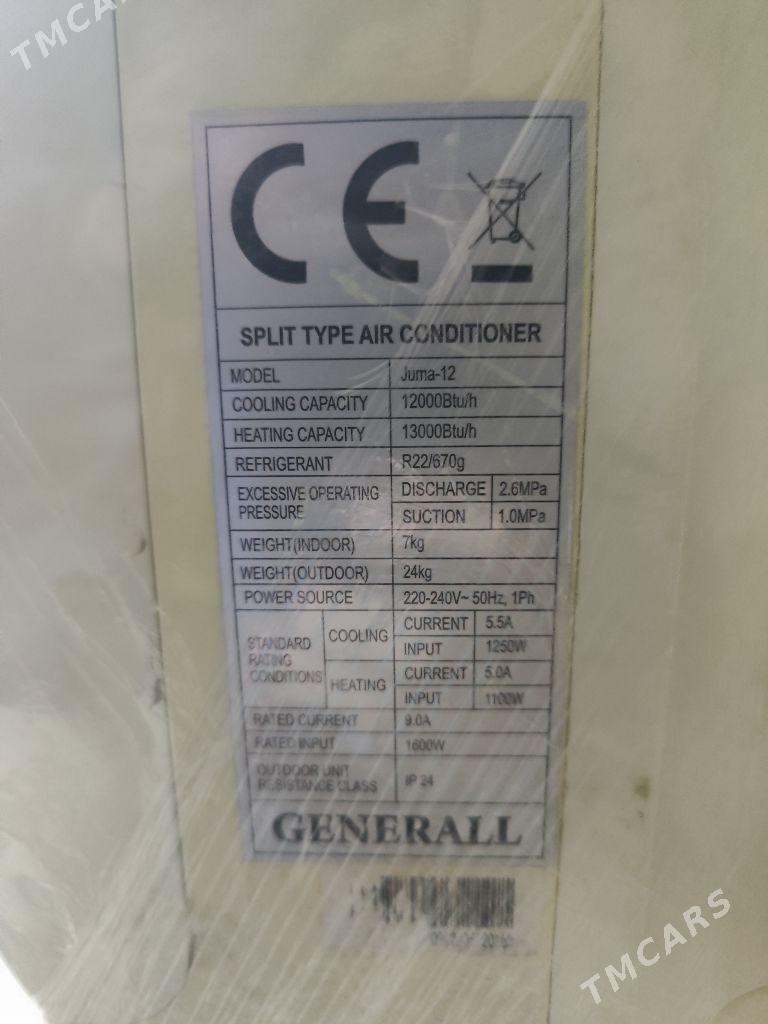 TMCARS
CE
SPLIT TYPE AIR CONDITIONER
MODEL Juma-12
COOLING CAPACITY 12000Btu/h
HEATING CAPACITY 13000Btu/h
REFRIGERANT R22/670g
EXCESSIVE OPERATING PRESSURE DISCHARGE 2.6MPa
SUCTION 1.0MPa
WEIGHT(INDOOR) 7kg
WEIGHT(OUTDOOR) 24kg
POWER SOURCE 220-240V~ 50Hz, 1Ph
STANDARD RATING CONDITIONS COOLING CURRENT 5.5A
INPUT 1250W
HEATING CURRENT 5.0A
INPUT 1100W
RATED CURRENT 9.0A
RATED INPUT 1600W
OUTDOOR UNIT RESISTANCE CLASS IP 24
GENERALL
TMCARS